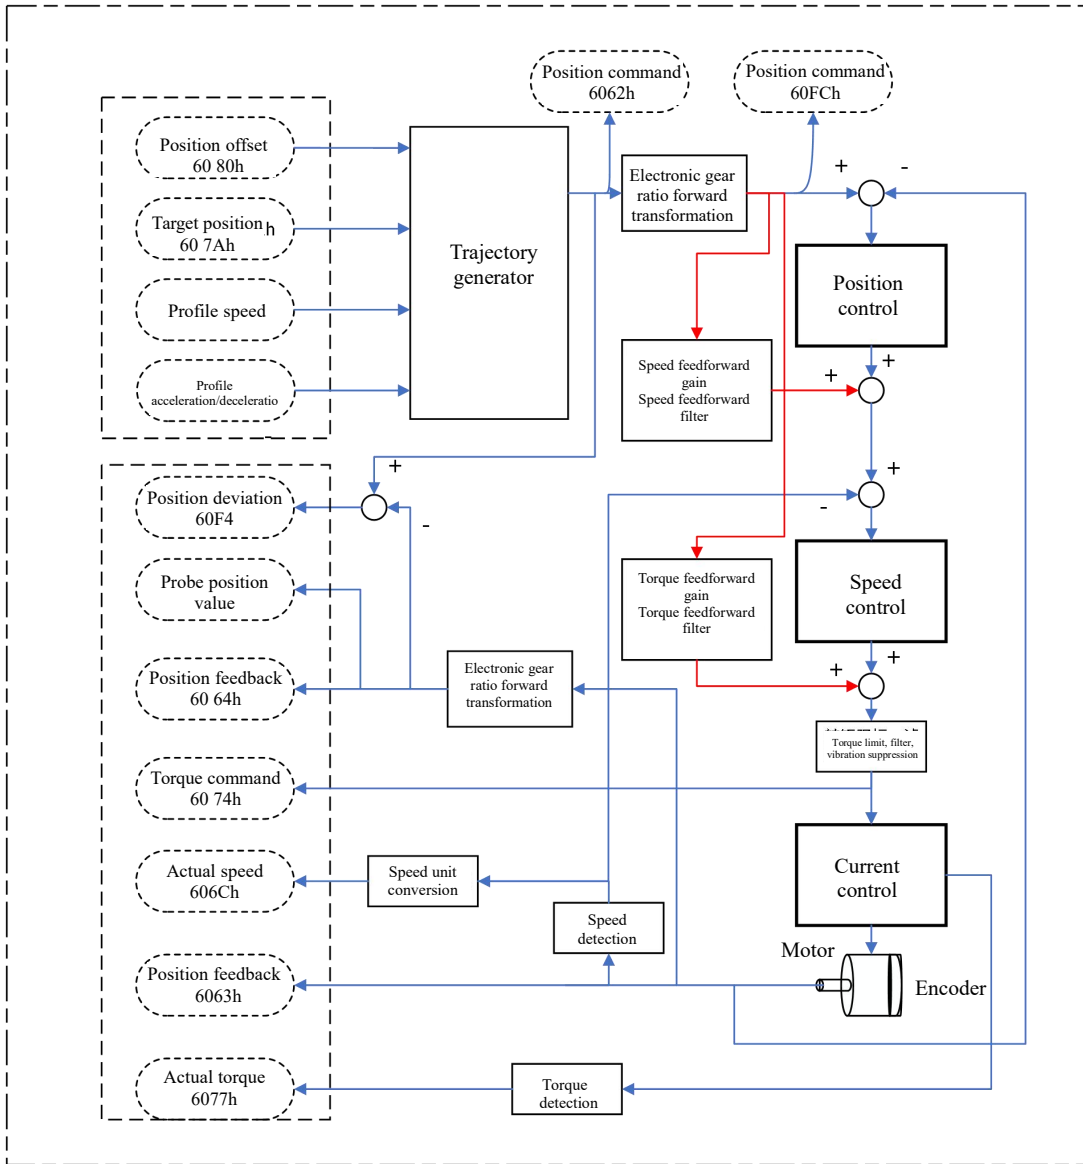 Position command
6062h
Position command
60FCh
Position offset
60 80h
Target position h
60 7Ah
Profile speed
Profile
acceleration/deceleratio
Trajectory
generator
Electronic gear
ratio forward
transformation
+
-
Position
control
+
Speed feedforward
gain
Speed feedforward
filter
+
+
-
Speed
control
+
Torque feedforward
gain
Torque feedforward
filter
+
Torque limit, filter,
vibration suppression
Current
control
Motor
Encoder
+
-
Position deviation
60F4
Probe position
value
Position feedback
60 64h
Electronic gear
ratio forward
transformation
Torque command
60 74h
Actual speed
606Ch
Speed unit
conversion
Speed
detection
Position feedback
6063h
Actual torque
6077h
Torque
detection